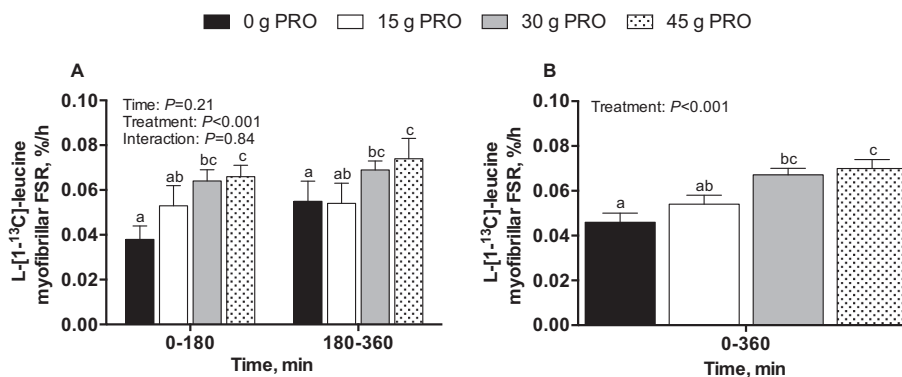 0 g PRO 15 g PRO 30 g PRO 45 g PRO
A
Time: P=0.21
Treatment: P<0.001
Interaction: P=0.84
L-[1-¹³C]-leucine
myofibrillar FSR, %/h
0.10
0.08
0.06
0.04
0.02
0.00
a
ab
bc
c
a
ab
bc
c
0-180 180-360
Time, min
B
Treatment: P<0.001
L-[1-¹³C]-leucine
myofibrillar FSR, %/h
0.10
0.08
0.06
0.04
0.02
0.00
a
ab
bc
c
0-360
Time, min